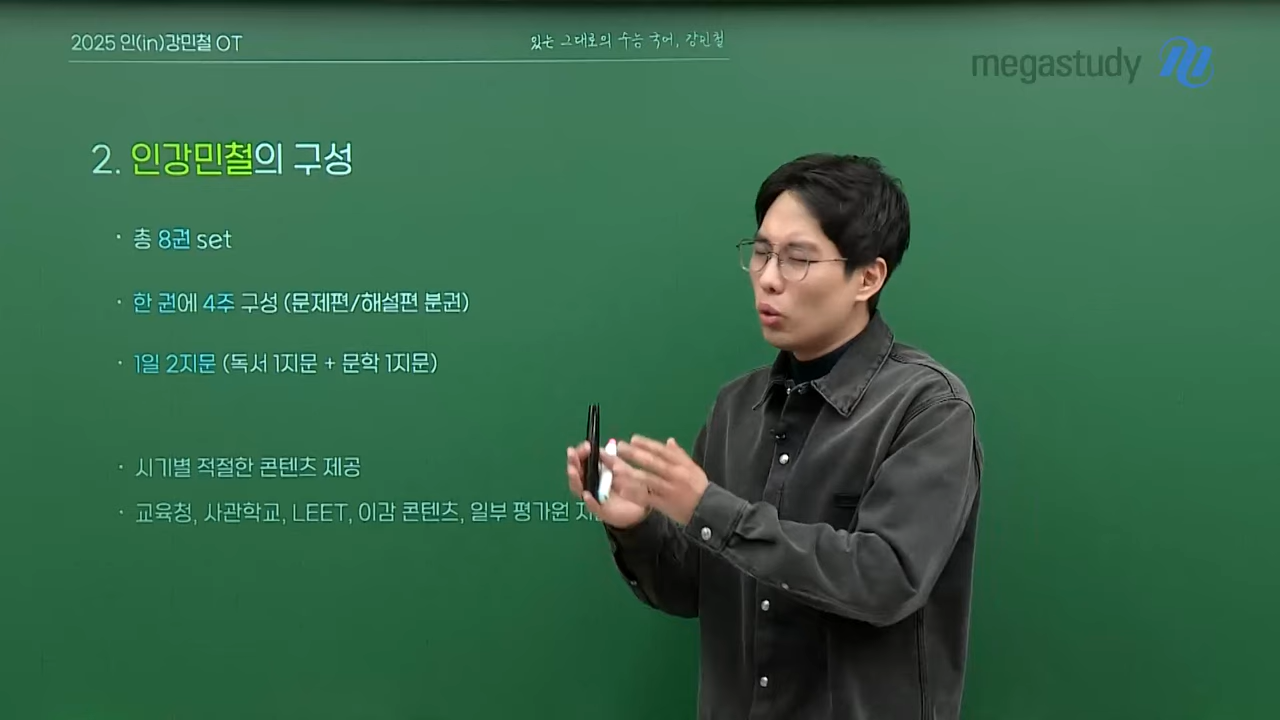 2025 인(in)강민철 OT
있는 그대로의 수능 국어, 강민철
megastudy
2. 인강민철의 구성
· 총 8권 set
· 한 권에 4주 구성 (문제편/해설편 분권)
· 1일 2지문 (독서 1지문 + 문학 1지문)
· 시기별 적절한 콘텐츠 제공
· 교육청, 사관학교, LEET, 이감 콘텐츠, 일부 평가원